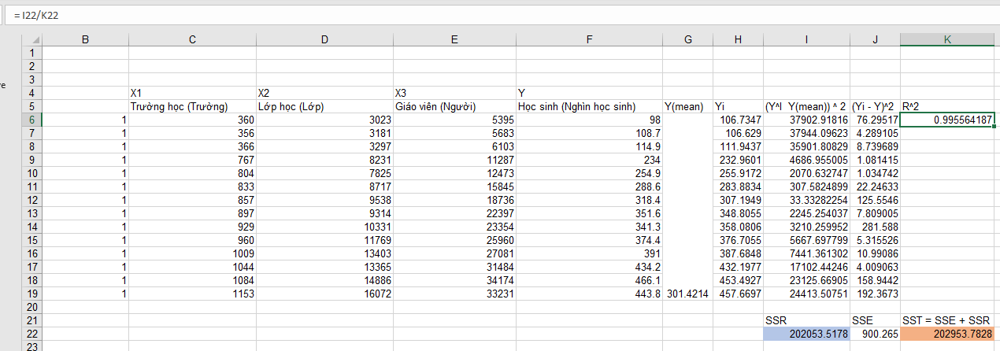 = I22/K22
B C D E F G H I J K
1
2
3
4 X1 X2 X3 Y
5 Trường học (Trường) Lớp học (Lớp) Giáo viên (Người) Học sinh (Nghìn học sinh) Y(mean) Yi (Y^I Y(mean)) ^ 2 (Yi - Y)^2 R^2
6 1 360 3023 5395 98 106.7347 37902.91816 76.29517 0.995564187
7 1 356 3181 5683 108.7 106.629 37944.09623 4.289105
8 1 366 3297 6103 114.9 111.9437 35901.80829 8.739689
9 1 767 8231 11287 234 232.9601 4686.955005 1.081415
10 1 804 7825 12473 254.9 255.9172 2070.632747 1.034742
11 1 833 8717 15845 288.6 283.8834 307.5824899 22.24633
12 1 857 9538 18736 318.4 307.1949 33.33282254 125.5546
13 1 897 9314 22397 351.6 348.8055 2245.254037 7.809005
14 1 929 10331 23354 341.3 358.0806 3210.259952 281.588
15 1 960 11769 25960 374.4 376.7055 5667.697799 5.315526
16 1 1009 13403 27081 391 387.6848 7441.361302 10.99086
17 1 1044 13365 31484 434.2 432.1977 17102.44246 4.009063
18 1 1084 14886 34174 466.1 453.4927 23125.66905 158.9442
19 1 1153 16072 33231 443.8 301.4214 457.6697 24413.50751 192.3673
20
21 SSR SSE SST = SSE + SSR
22 202053.5178 900.265 202953.7828
23